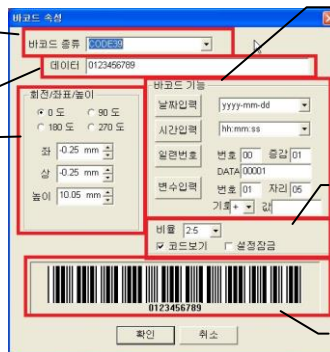 바코드 속성
바코드 종류 CODE39
데이터 0123456789
회전/좌표/높이
0 도 90 도
180 도 270 도
좌 -0.25 mm
상 -0.25 mm
높이 10.05 mm
바코드 기능
날짜입력 yyyy-mm-dd
시간입력 hh:mm:ss
일련번호 번호 00 증감 01
DATA 00001
변수입력 번호 01 자리 05
기호 + 값
비율 2:5
코드보기 설정잠금
0123456789
확인 취소